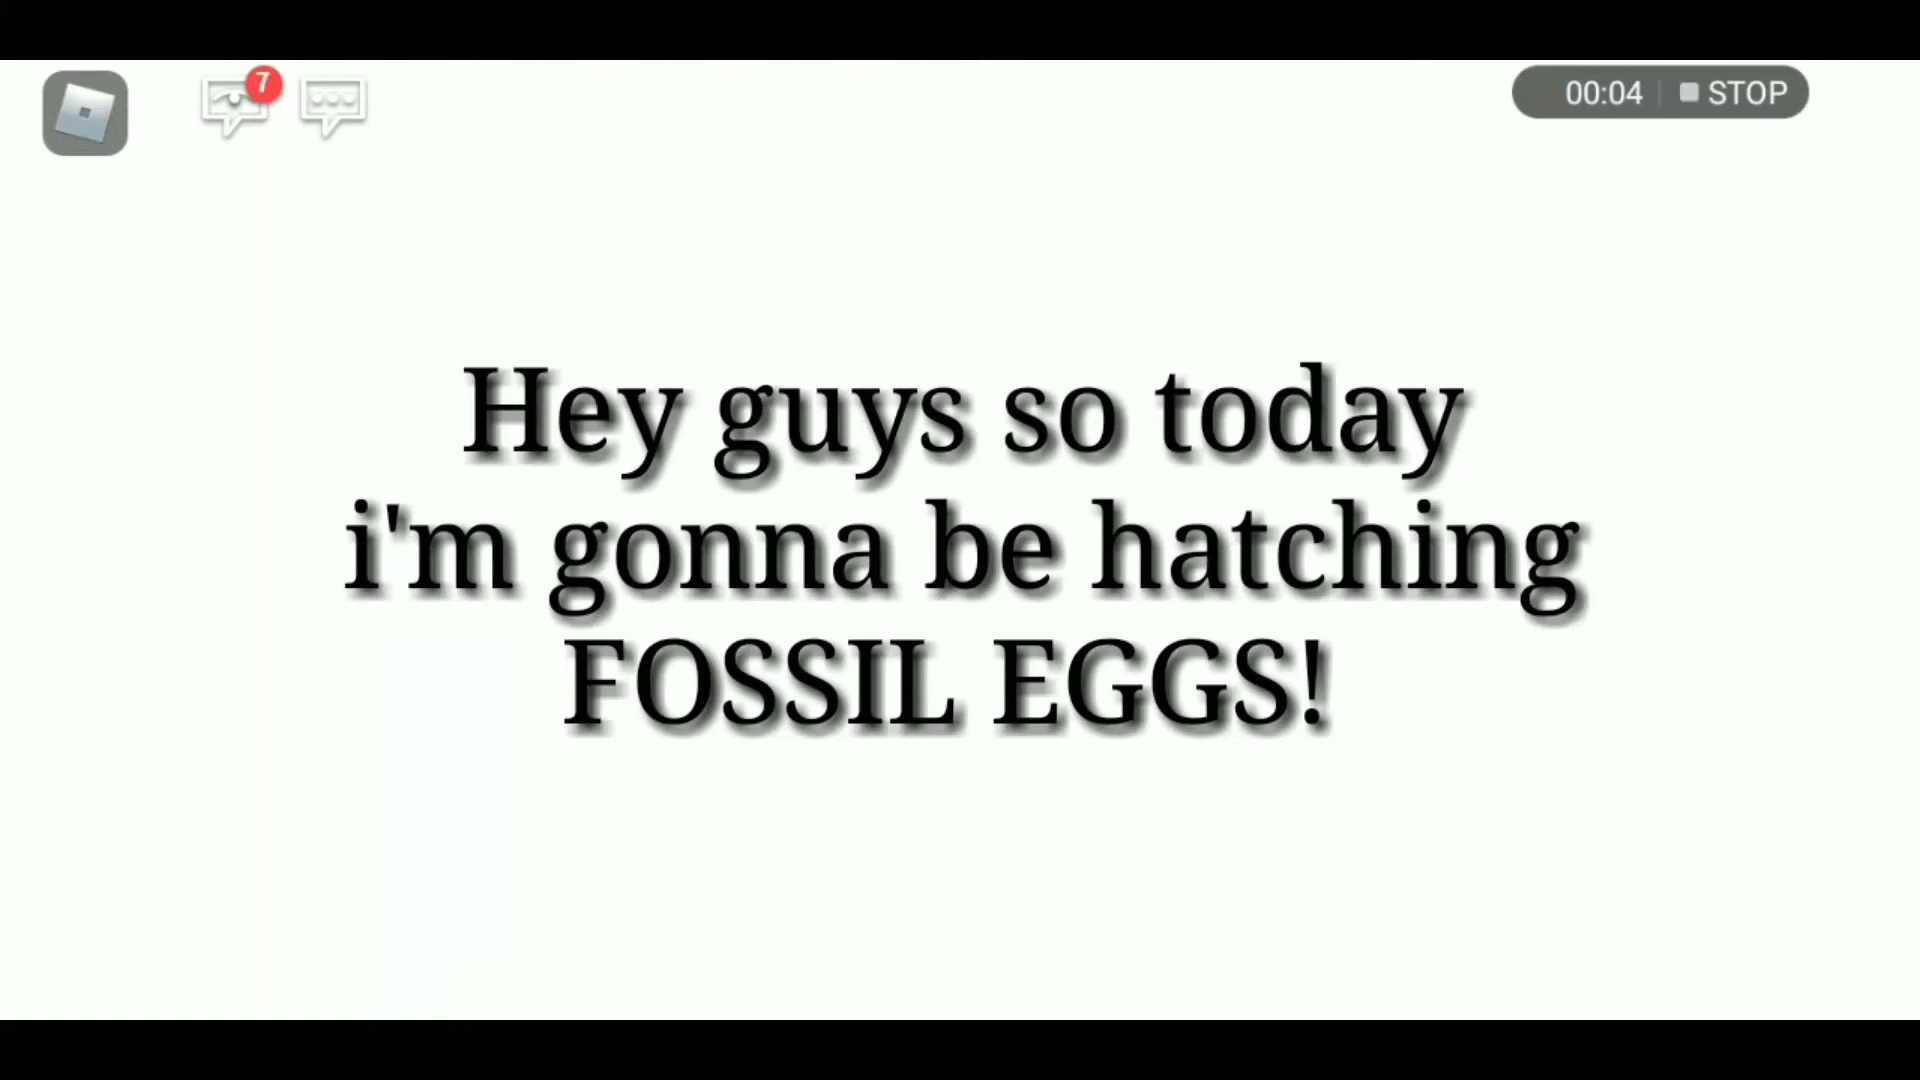 7
00:04 STOP
Hey guys so today
i'm gonna be hatching
FOSSIL EGGS!